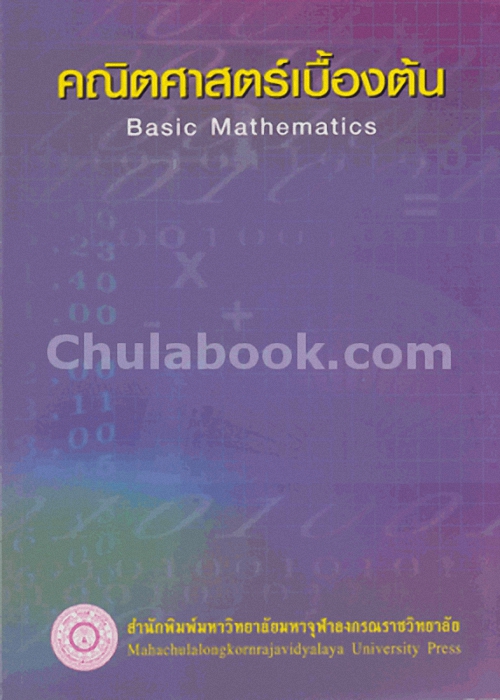 คณิตศาสตร์เบื้องต้น
Basic Mathematics
Chulabook.com
สำนักพิมพ์มหาวิทยาลัยมหาจุฬาลงกรณราชวิทยาลัย
Mahachulalongkornrajavidyalaya University Press